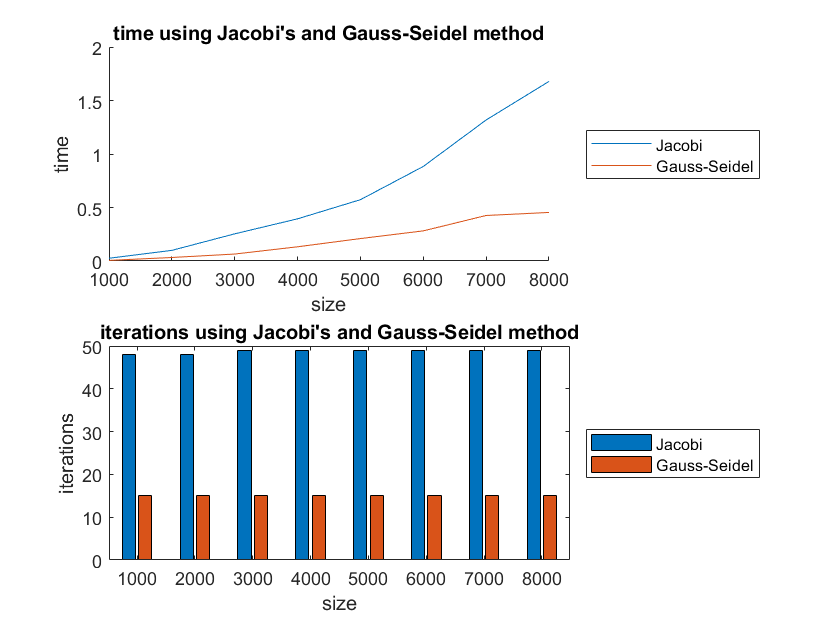 time using Jacobi's and Gauss-Seidel method
2
1.5
1
0.5
0
time
1000 2000 3000 4000 5000 6000 7000 8000
size
Jacobi
Gauss-Seidel
iterations using Jacobi's and Gauss-Seidel method
50
40
30
20
10
0
iterations
1000 2000 3000 4000 5000 6000 7000 8000
size
Jacobi
Gauss-Seidel